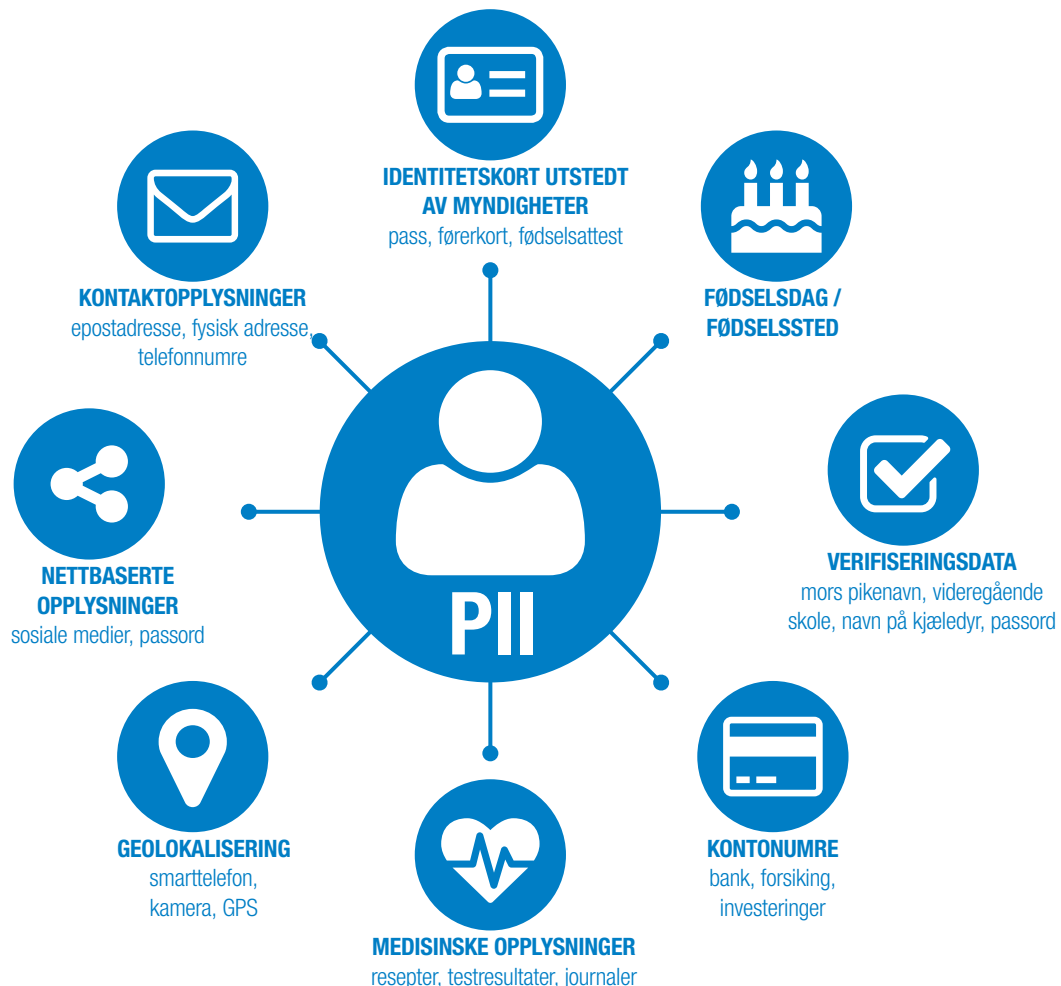 IDENTITETSKORT UTSTEDT
AV MYNDIGHETER
pass, førerkort, fødselsattest
FØDSELSDAG /
FØDSELSSTED
KONTAKTOPPLYSNINGER
epostadresse, fysisk adresse,
telefonnumre
VERIFISERINGSDATA
mors pikenavn, videregående
skole, navn på kjæledyr, passord
NETTBASERTE
OPPLYSNINGER
sosiale medier, passord
PII
GEOLOKALISERING
smarttelefon,
kamera, GPS
KONTONUMRE
bank, forsiking,
investeringer
MEDISINSKE OPPLYSNINGER
resepter, testresultater, journaler